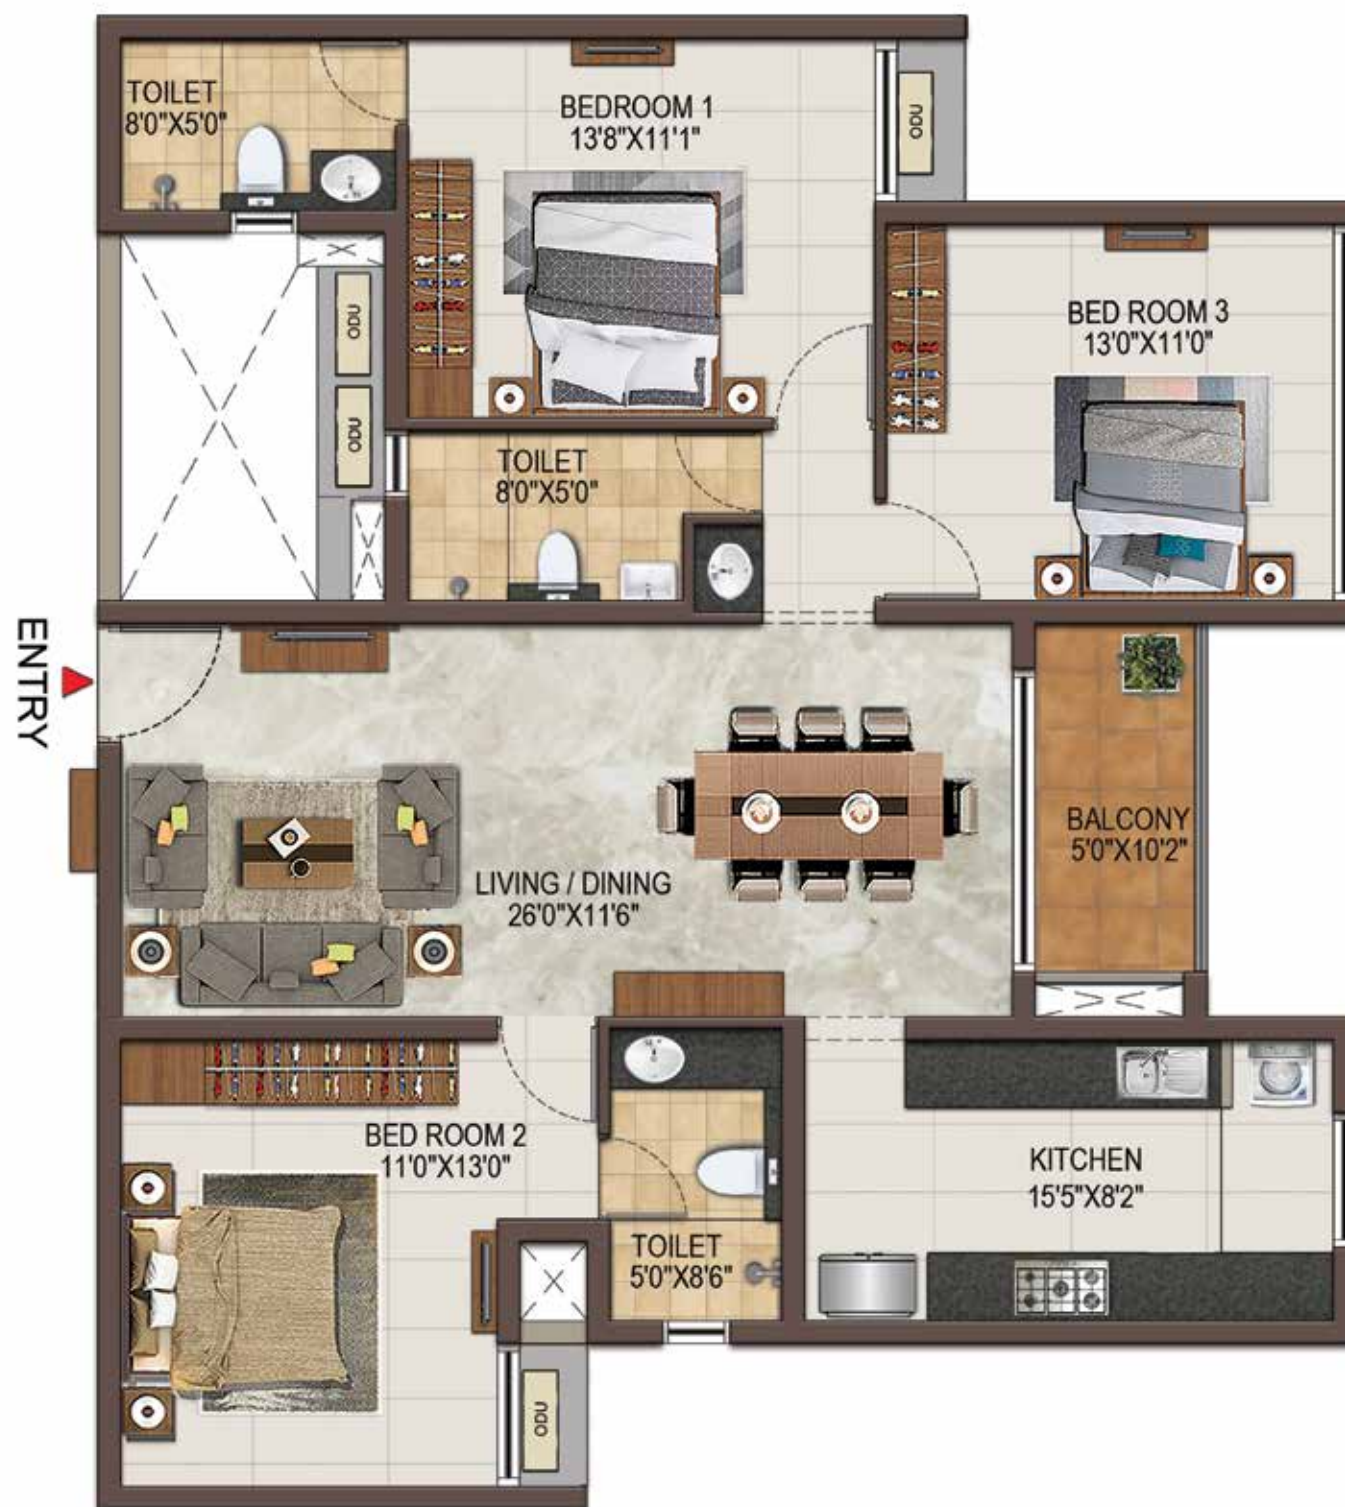 TOILET
8'0"X5'0"
BEDROOM 1
13'8"X11'1"
ODU
BED ROOM 3
13'0"X11'0"
ODU
ODU
TOILET
8'0"X5'0"
ENTRY
BALCONY
5'0"X10'2"
LIVING / DINING
26'0"X11'6"
BED ROOM 2
11'0"X13'0"
KITCHEN
15'5"X8'2"
TOILET
5'0"X8'6"
ODU